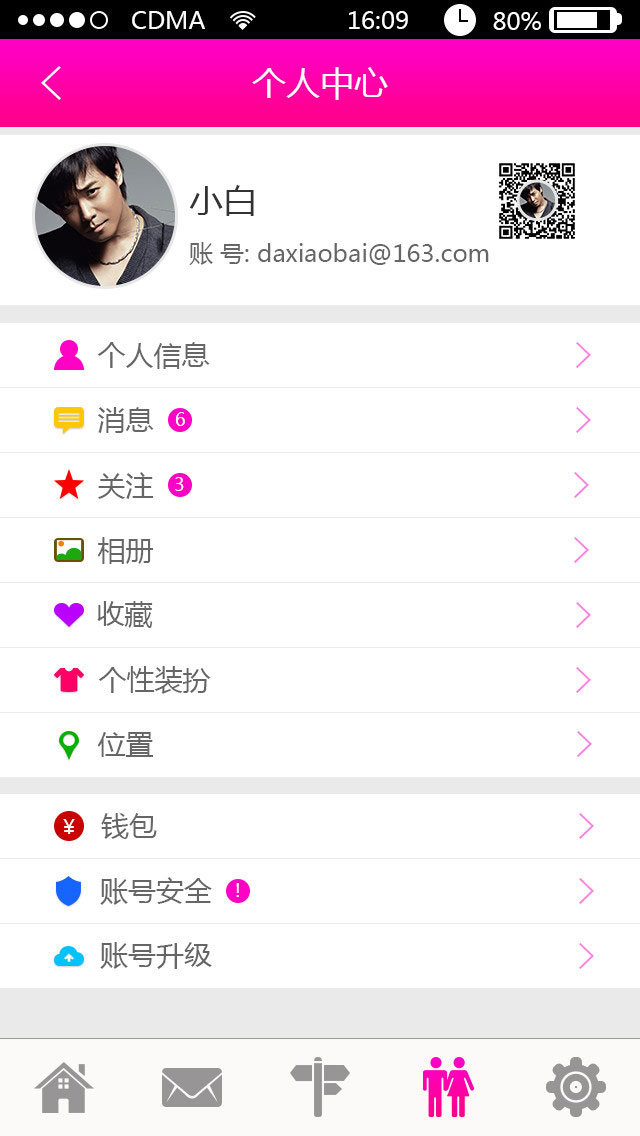 CDMA 16:09 80%
个人中心
小白
账 号: daxiaobai@163.com
个人信息
消息 6
关注 3
相册
收藏
个性装扮
位置
¥ 钱包
账号安全 !
账号升级